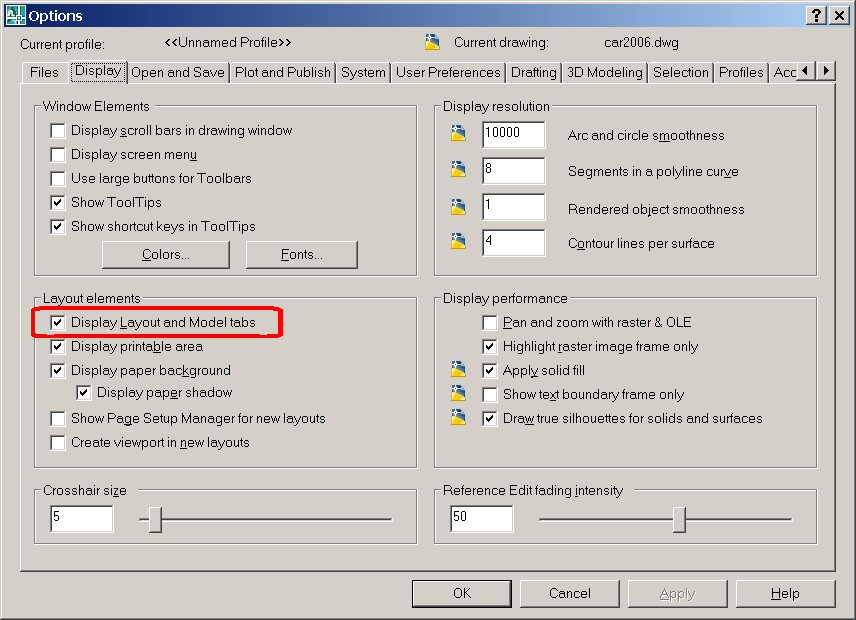 Options
Current profile: <<Unnamed Profile>> Current drawing: car2006.dwg
Files Display Open and Save Plot and Publish System User Preferences Drafting 3D Modeling Selection Profiles Acc
Window Elements
Display scroll bars in drawing window
Display screen menu
Use large buttons for Toolbars
Show ToolTips
Show shortcut keys in ToolTips
Colors... Fonts...
Display resolution
10000 Arc and circle smoothness
8 Segments in a polyline curve
1 Rendered object smoothness
4 Contour lines per surface
Layout elements
Display Layout and Model tabs
Display printable area
Display paper background
Display paper shadow
Show Page Setup Manager for new layouts
Create viewport in new layouts
Display performance
Pan and zoom with raster & OLE
Highlight raster image frame only
Apply solid fill
Show text boundary frame only
Draw true silhouettes for solids and surfaces
Crosshair size
5
Reference Edit fading intensity
50
OK Cancel Apply Help